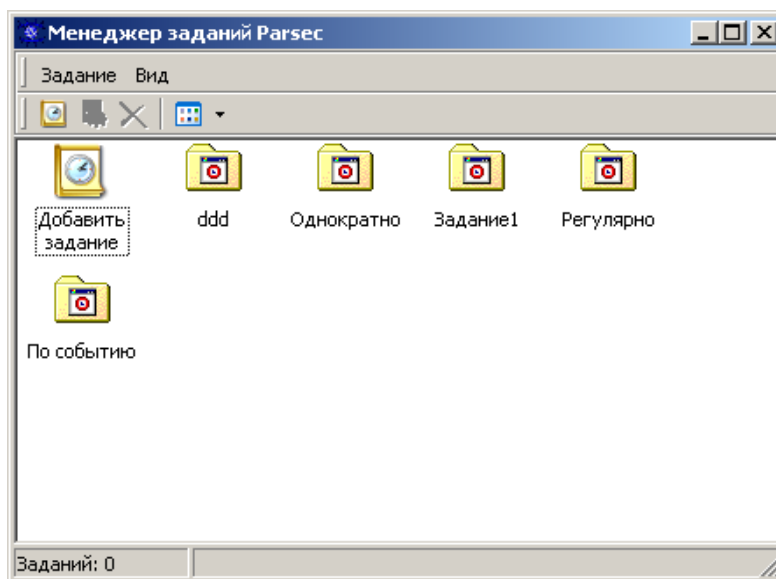 Менеджер заданий Parsec
Задание Вид
Добавить
задание
ddd
Однократно
Задание1
Регулярно
По событию
Заданий: 0